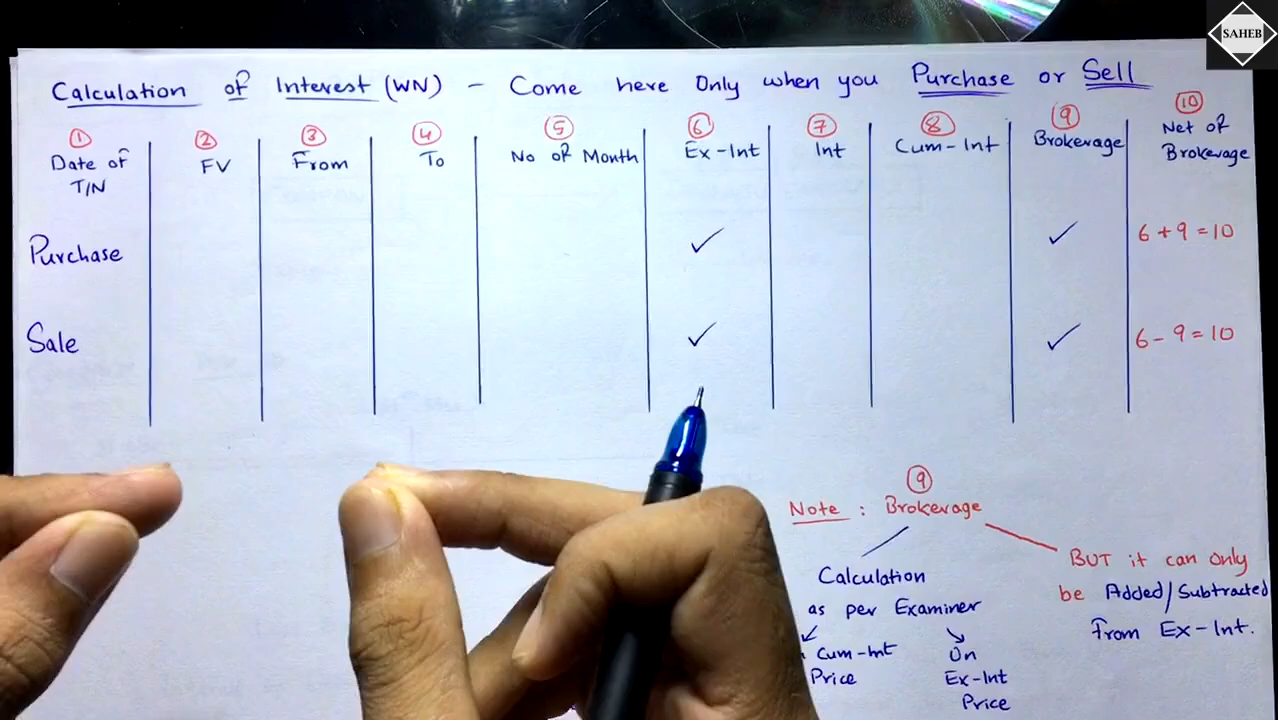 Calculation of Interest (WN) - Come here Only when you Purchase or Sell
① ② ③ ④ ⑤ ⑥ ⑦ ⑧ ⑨ ⑩
Date of T/N
FV
From
To
No of Month
Ex-Int
Int
Cum-Int
Brokerage
Net of Brokerage
Purchase ✓ ✓ 6 + 9 = 10
Sale ✓ ✓ 6 - 9 = 10
⑨
Note : Brokerage
Calculation
as per Examiner
Cum-Int
Price
On
Ex-Int
Price
BUT it can Only
be Added/Subtracted
From Ex-Int.
SAHEB